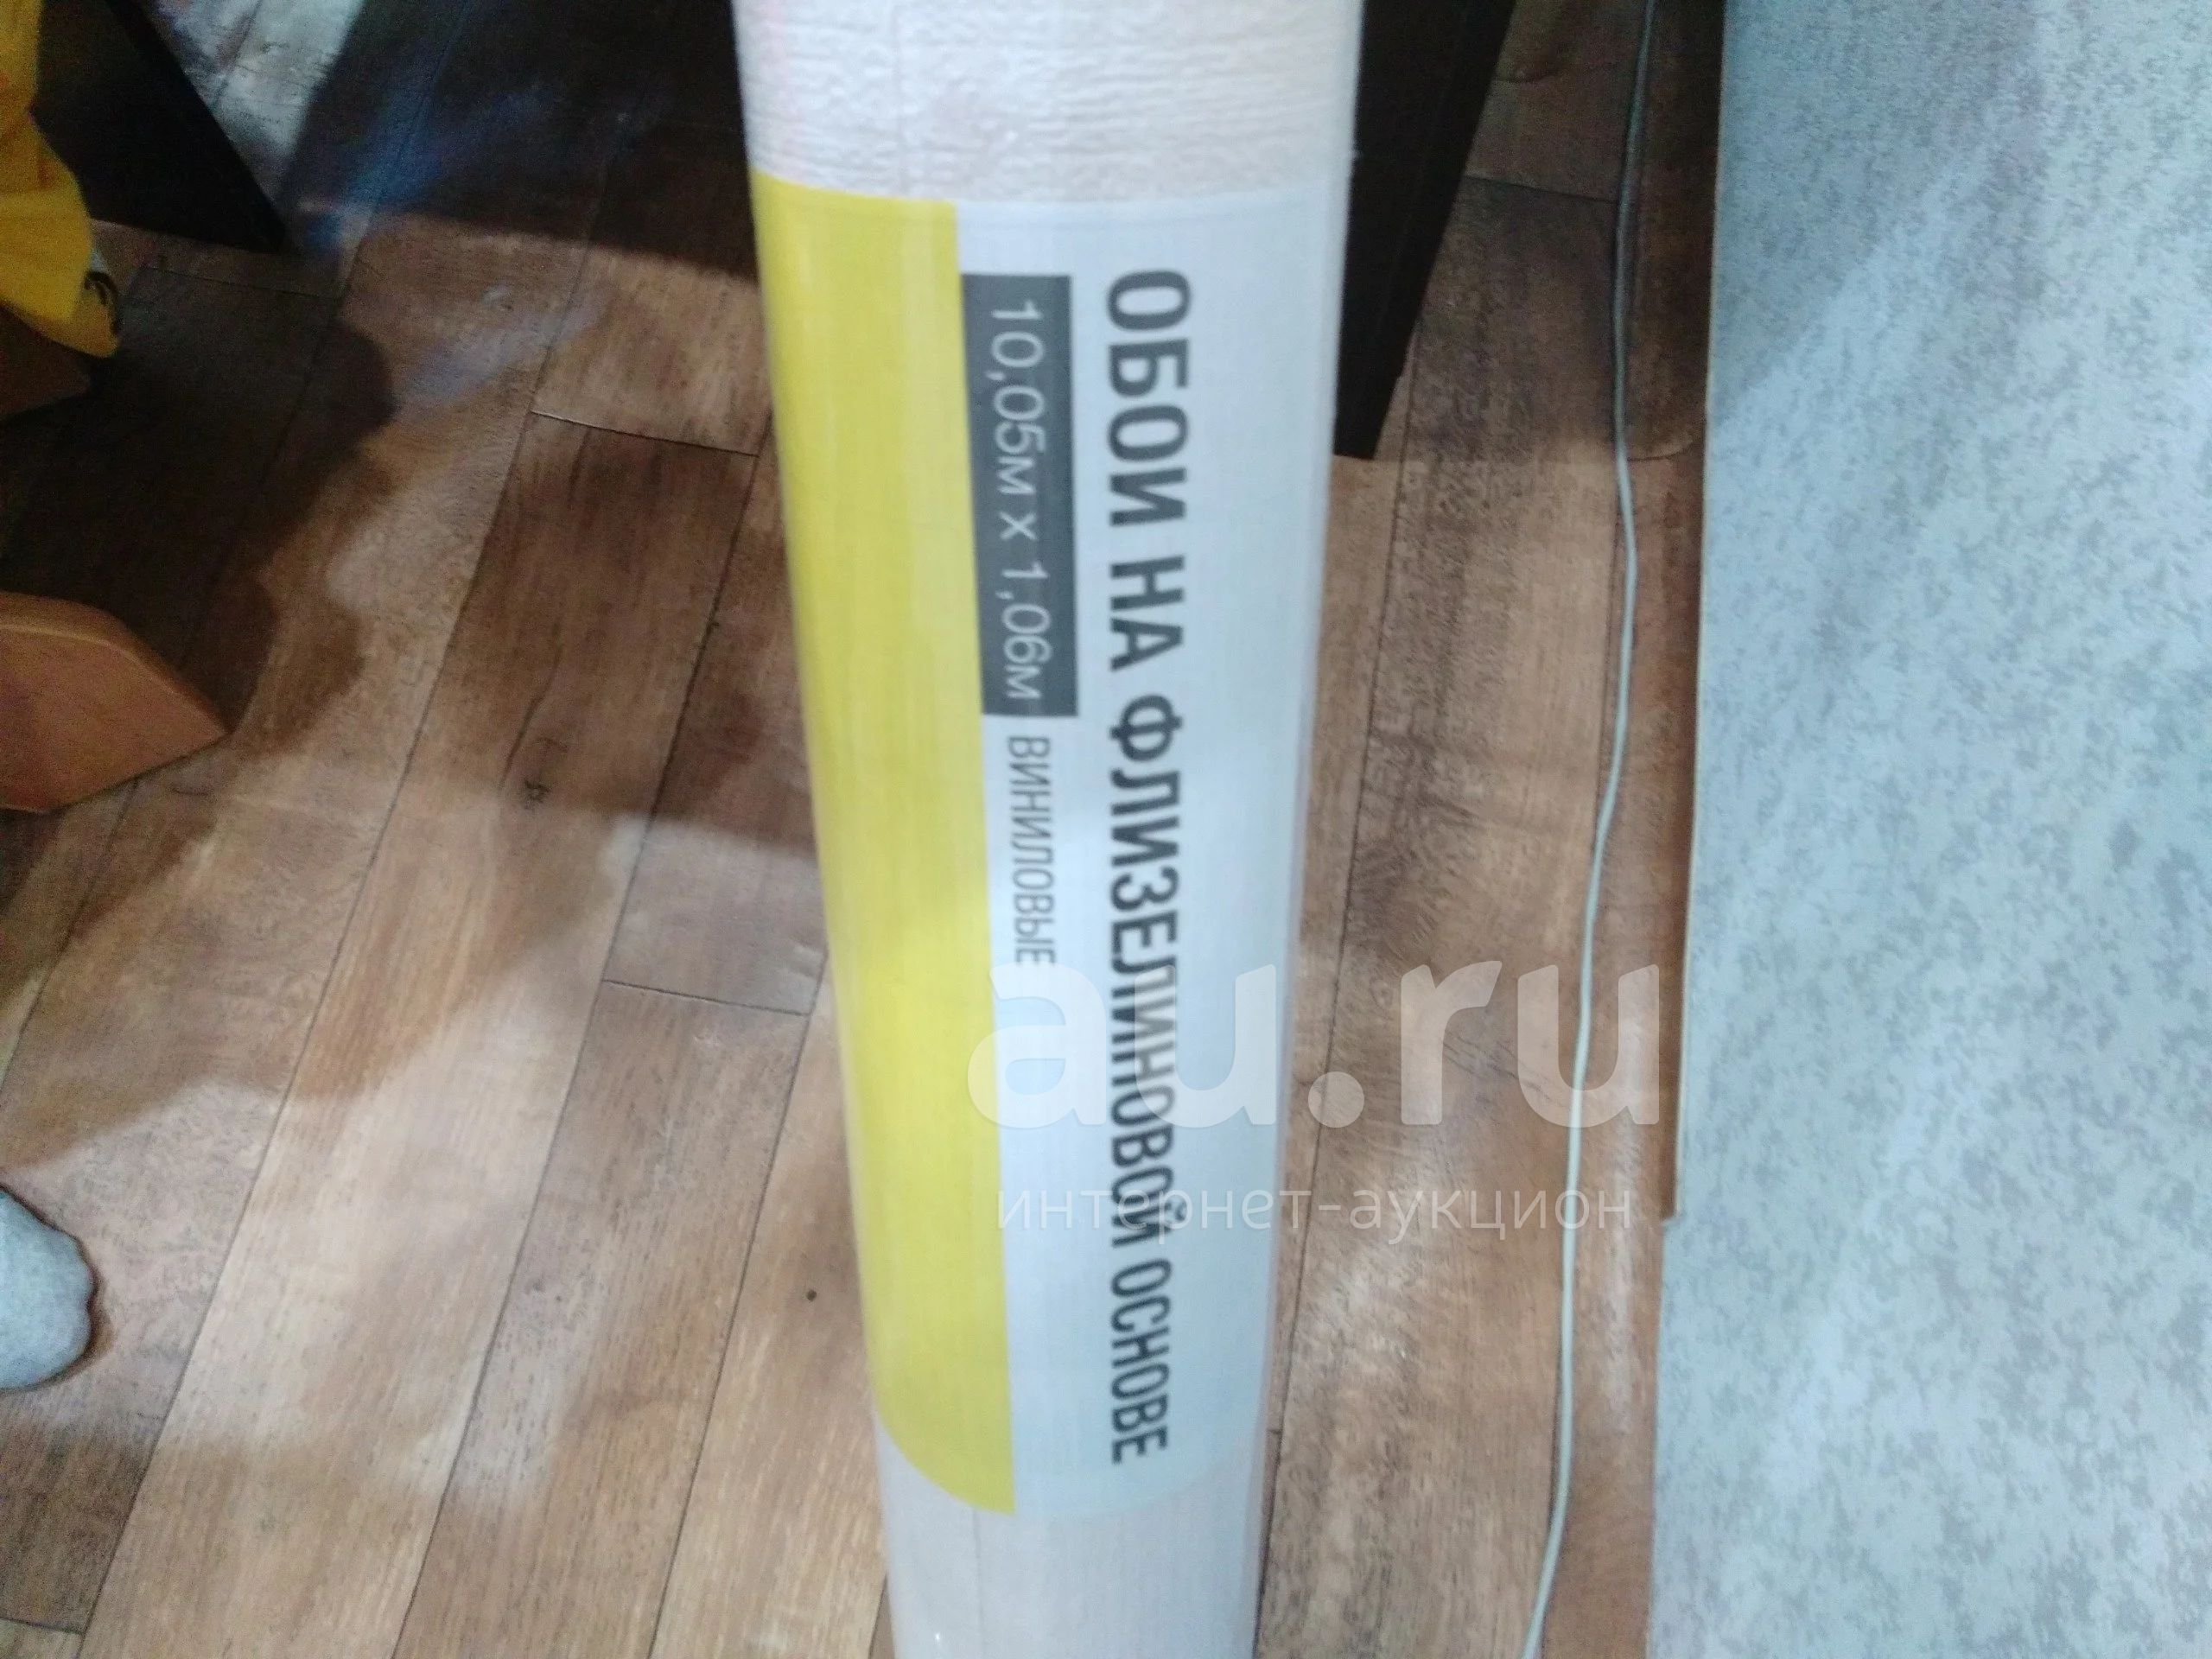 ОБОИ НА ФЛИЗЕЛИНОВОЙ ОСНОВЕ
10,05м х 1,06м ВИНИЛОВЫЕ
au.ru
интернет-аукцион